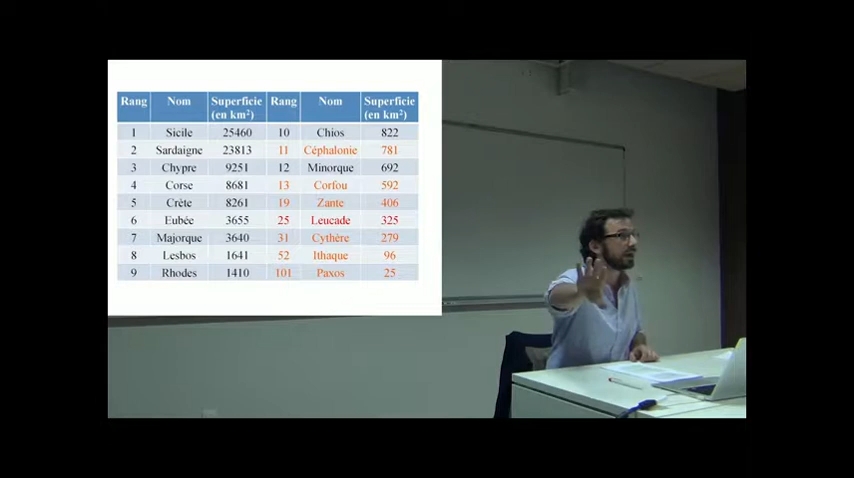 Rang Nom Superficie (en km²) Rang Nom Superficie (en km²)
1 Sicile 25460 10 Chios 822
2 Sardaigne 23813 11 Céphalonie 781
3 Chypre 9251 12 Minorque 692
4 Corse 8681 13 Corfou 592
5 Crète 8261 19 Zante 406
6 Eubée 3655 25 Leucade 325
7 Majorque 3640 31 Cythère 279
8 Lesbos 1641 52 Ithaque 96
9 Rhodes 1410 101 Paxos 25